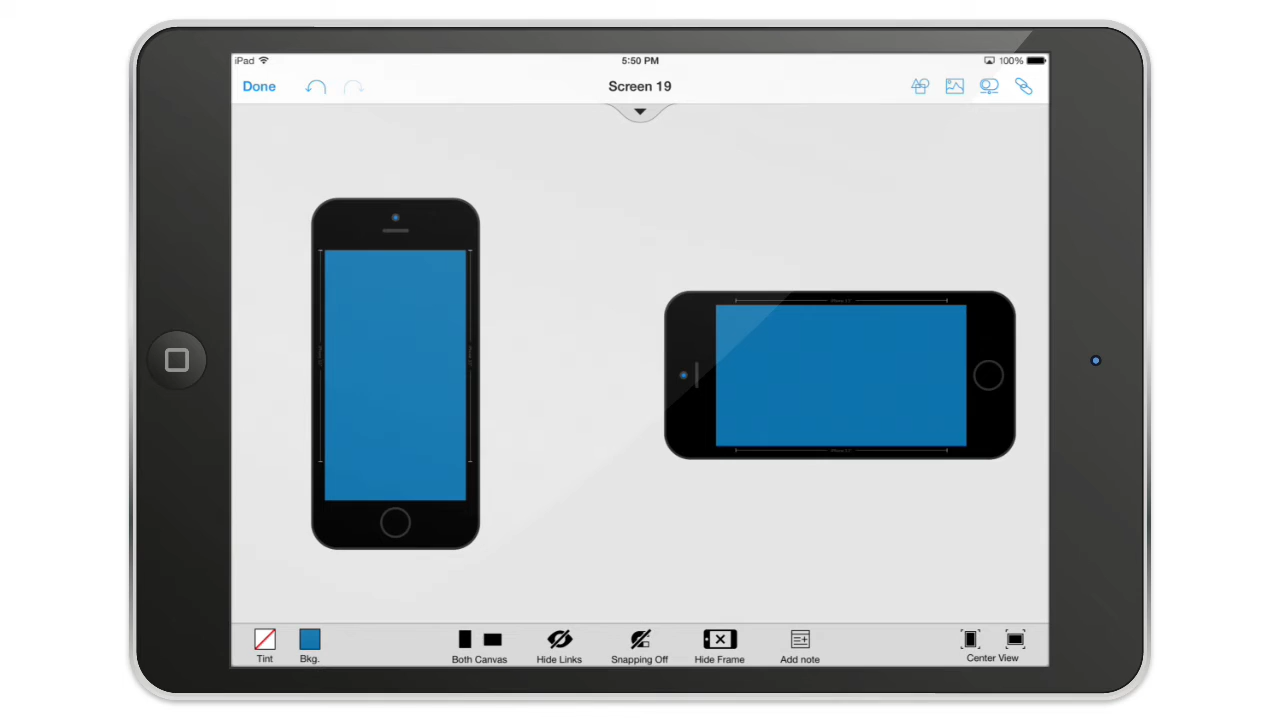 iPad 5:50 PM 100%
Done Screen 19
Tint Bkg. Both Canvas Hide Links Snapping Off Hide Frame Add note Center View